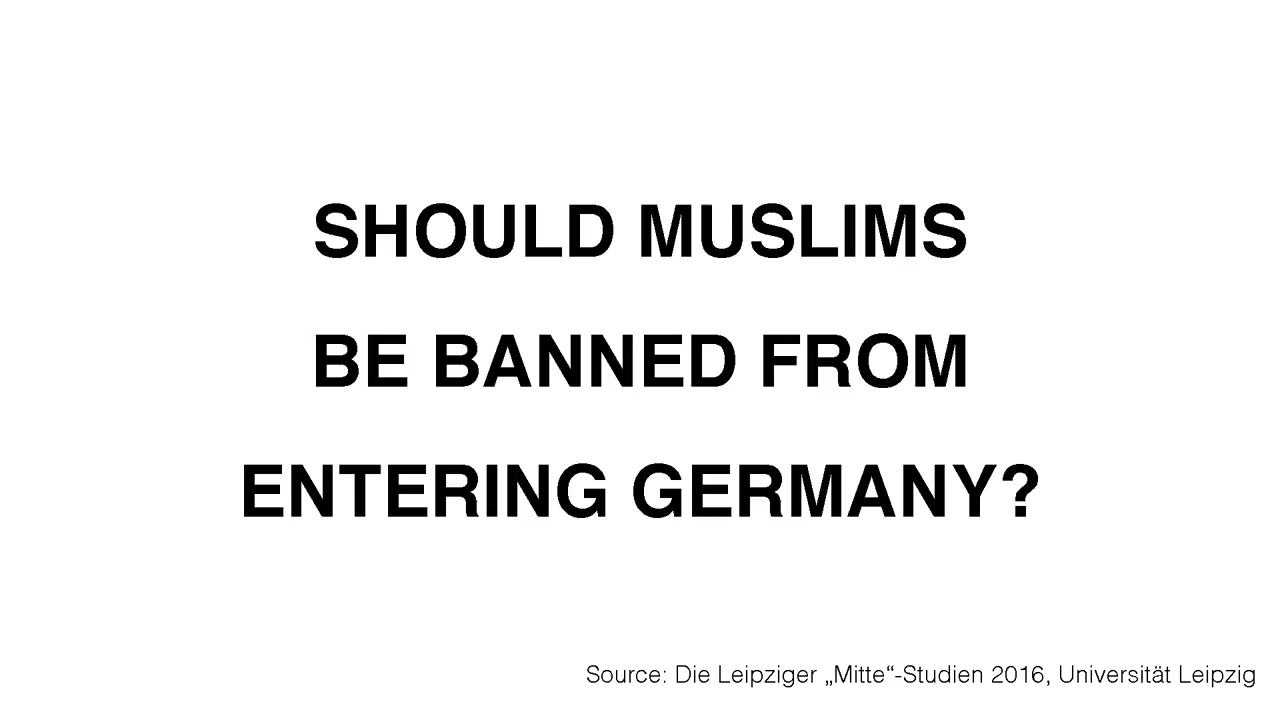 SHOULD MUSLIMS
BE BANNED FROM
ENTERING GERMANY?
Source: Die Leipziger „Mitte“-Studien 2016, Universität Leipzig